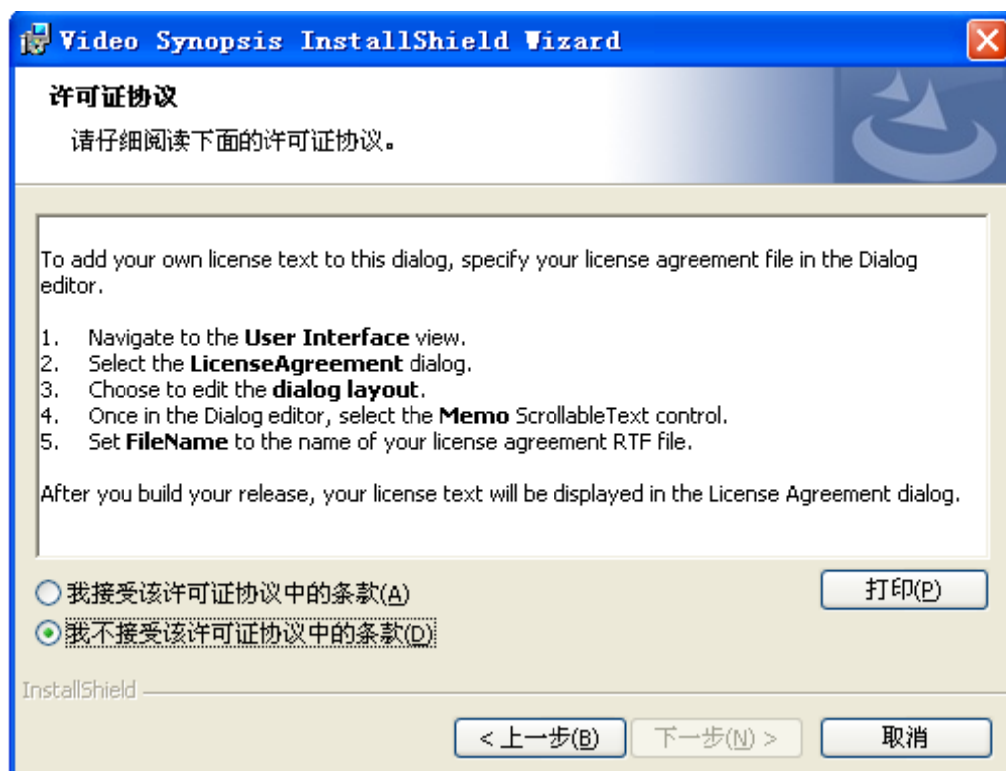 Video Synopsis InstallShield Wizard
许可证协议
请仔细阅读下面的许可证协议。
To add your own license text to this dialog, specify your license agreement file in the Dialog
editor.
1. Navigate to the User Interface view.
2. Select the LicenseAgreement dialog.
3. Choose to edit the dialog layout.
4. Once in the Dialog editor, select the Memo ScrollableText control.
5. Set FileName to the name of your license agreement RTF file.
After you build your release, your license text will be displayed in the License Agreement dialog.
我接受该许可证协议中的条款(A)
打印(P)
我不接受该许可证协议中的条款(D)
InstallShield
< 上一步(B) 下一步(N) > 取消